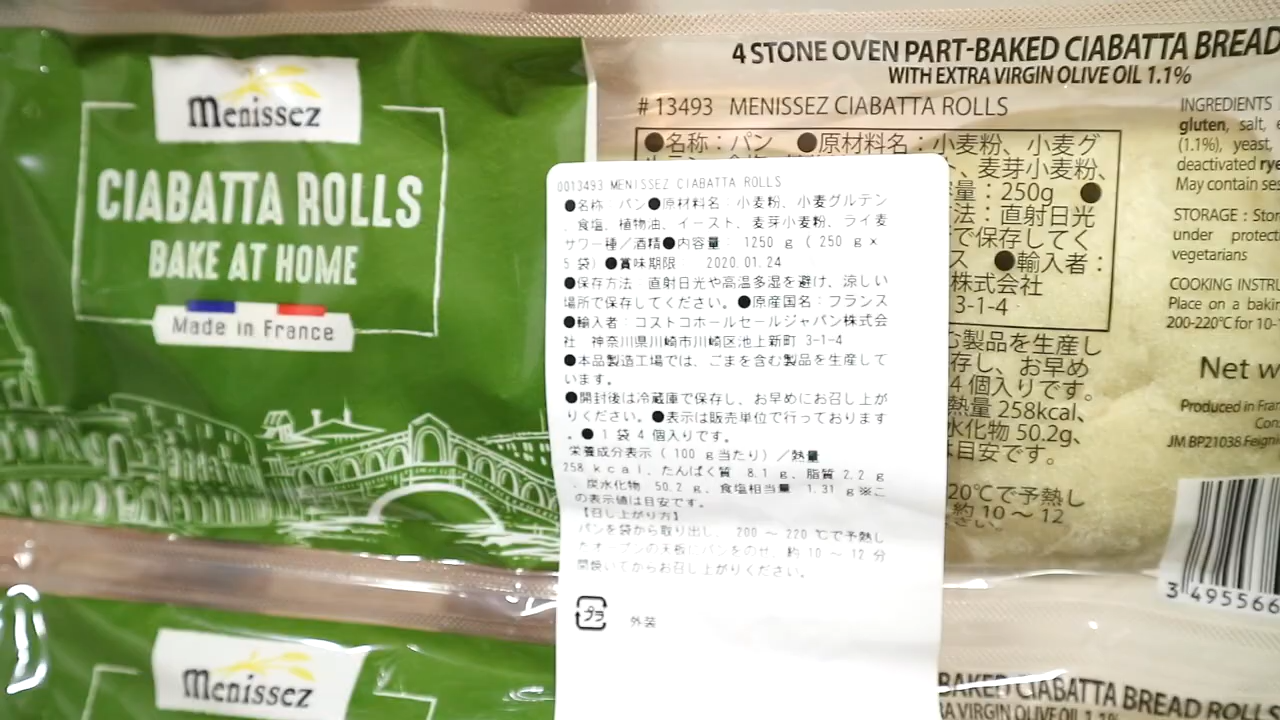 Menissez
CIABATTA ROLLS
BAKE AT HOME
Made in France
4 STONE OVEN PART-BAKED CIABATTA BREAD
WITH EXTRA VIRGIN OLIVE OIL 1.1%
#13493 MENISSEZ CIABATTA ROLLS
●名称：パン ●原材料名：小麦粉、小麦グ
、麦芽小麦粉、
量：250g ●
法：直射日光
で保存してく
ス ●輸入者：
株式会社
3-1-4
む製品を生産し
存し、お早め
4個入りです。
熱量 258kcal、
水化物 50.2g、
目安です。
20℃で予熱し
約10～12
さい。
0013493 MENISSEZ CIABATTA ROLLS
●名称：パン●原材料名：小麦粉、小麦グルテン
、食塩、植物油、イースト、麦芽小麦粉、ライ麦
サワー種／酒精●内容量：1250ｇ（250ｇ×
5袋）●賞味期限 2020.01.24
●保存方法 直射日光や高温多湿を避け、涼しい
場所で保存してください。●原産国名：フランス
●輸入者：コストコホールセールジャパン株式会
社 神奈川県川崎市川崎区池上新町 3-1-4
●本品製造工場では、ごまを含む製品を生産して
います。
●開封後は冷蔵庫で保存し、お早めにお召し上が
りください。●表示は販売単位で行っております
。●1袋4個入りです。
栄養成分表示（100ｇ当たり）／熱量
258ｋｃａｌ、たんぱく質 8.1ｇ、脂質2.2ｇ
、炭水化物 50.2ｇ、食塩相当量 1.31ｇ※こ
の表示値は目安です。
【召し上がり方】
パンを袋から取り出し、200～220℃で予熱し
たオーブンの天板にパンをのせ、約10～12分
間焼いてからお召し上がりください。
プラ 外装
INGREDIENTS
gluten, salt,
(1.1%), yeast,
deactivated rye
May contain
STORAGE :
under
vegetarians
COOKING
Place on a
200-220°C for 10-
Net
Produced in
JM BP21038
3 495566
Menissez
BAKED CIABATTA BREAD ROLLS
VIRGIN OLIVE OIL 1.1%